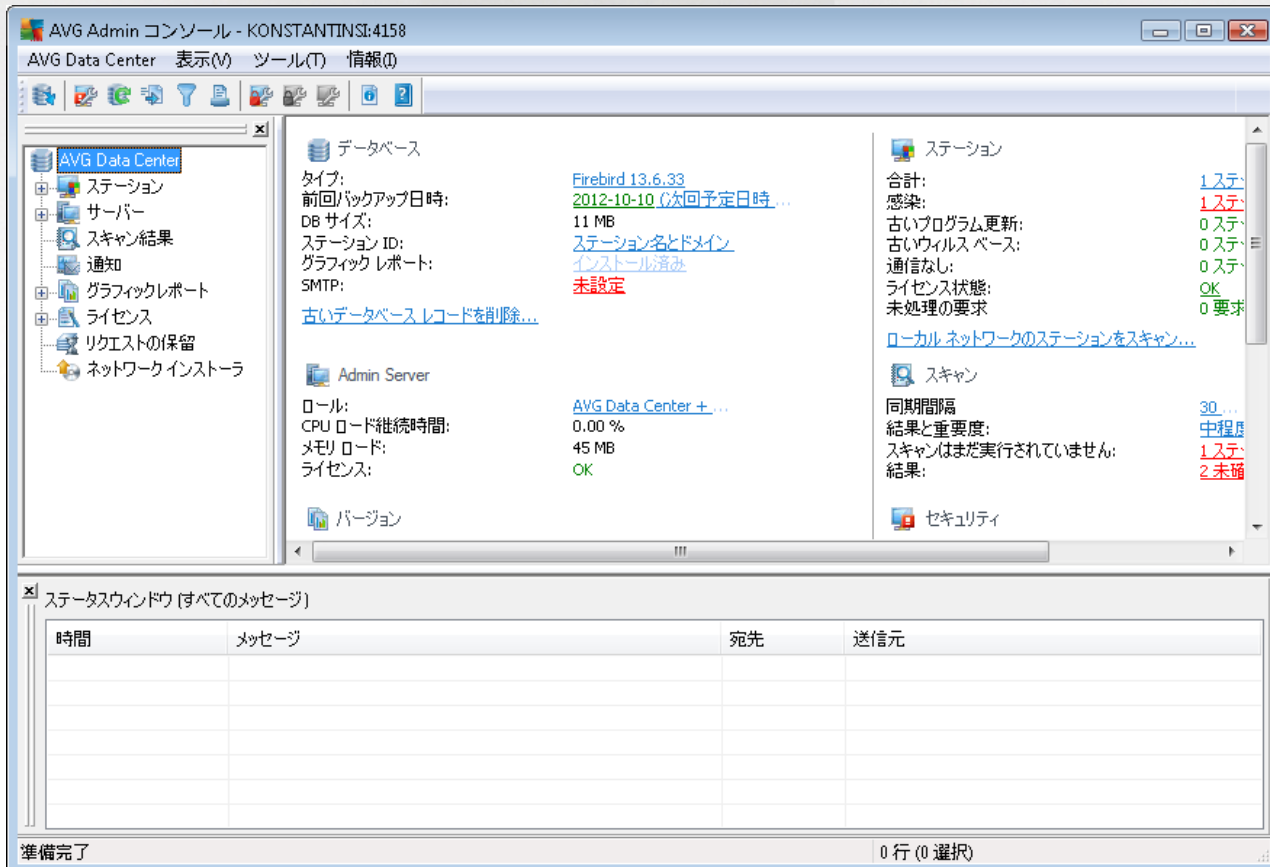 AVG Admin コンソール - KONSTANTINSI:4158
AVG Data Center 表示(V) ツール(T) 情報(I)
AVG Data Center
ステーション
サーバー
スキャン結果
通知
グラフィックレポート
ライセンス
リクエストの保留
ネットワークインストーラ
データベース
タイプ: Firebird 13.6.33
前回バックアップ日時: 2012-10-10 (次回予定日時 ...
DB サイズ: 11 MB
ステーション ID: ステーション名とドメイン
グラフィック レポート: インストール済み
SMTP: 未設定
古いデータベース レコードを削除...
Admin Server
ロール: AVG Data Center + ...
CPU ロード継続時間: 0.00 %
メモリ ロード: 45 MB
ライセンス: OK
バージョン
ステーション
合計: 1 ステ
感染: 1 ステ
古いプログラム更新: 0 ステ
古いウィルス ベース: 0 ステ
通信なし: 0 ステ
ライセンス状態: OK
未処理の要求 0 要求
ローカル ネットワークのステーションをスキャン...
スキャン
同期間隔 30 ...
結果と重要度: 中程度
スキャンはまだ実行されていません: 1 ステ
結果: 2 未確
セキュリティ
ステータスウィンドウ (すべてのメッセージ)
時間 メッセージ 宛先 送信元
準備完了 0 行 (0 選択)